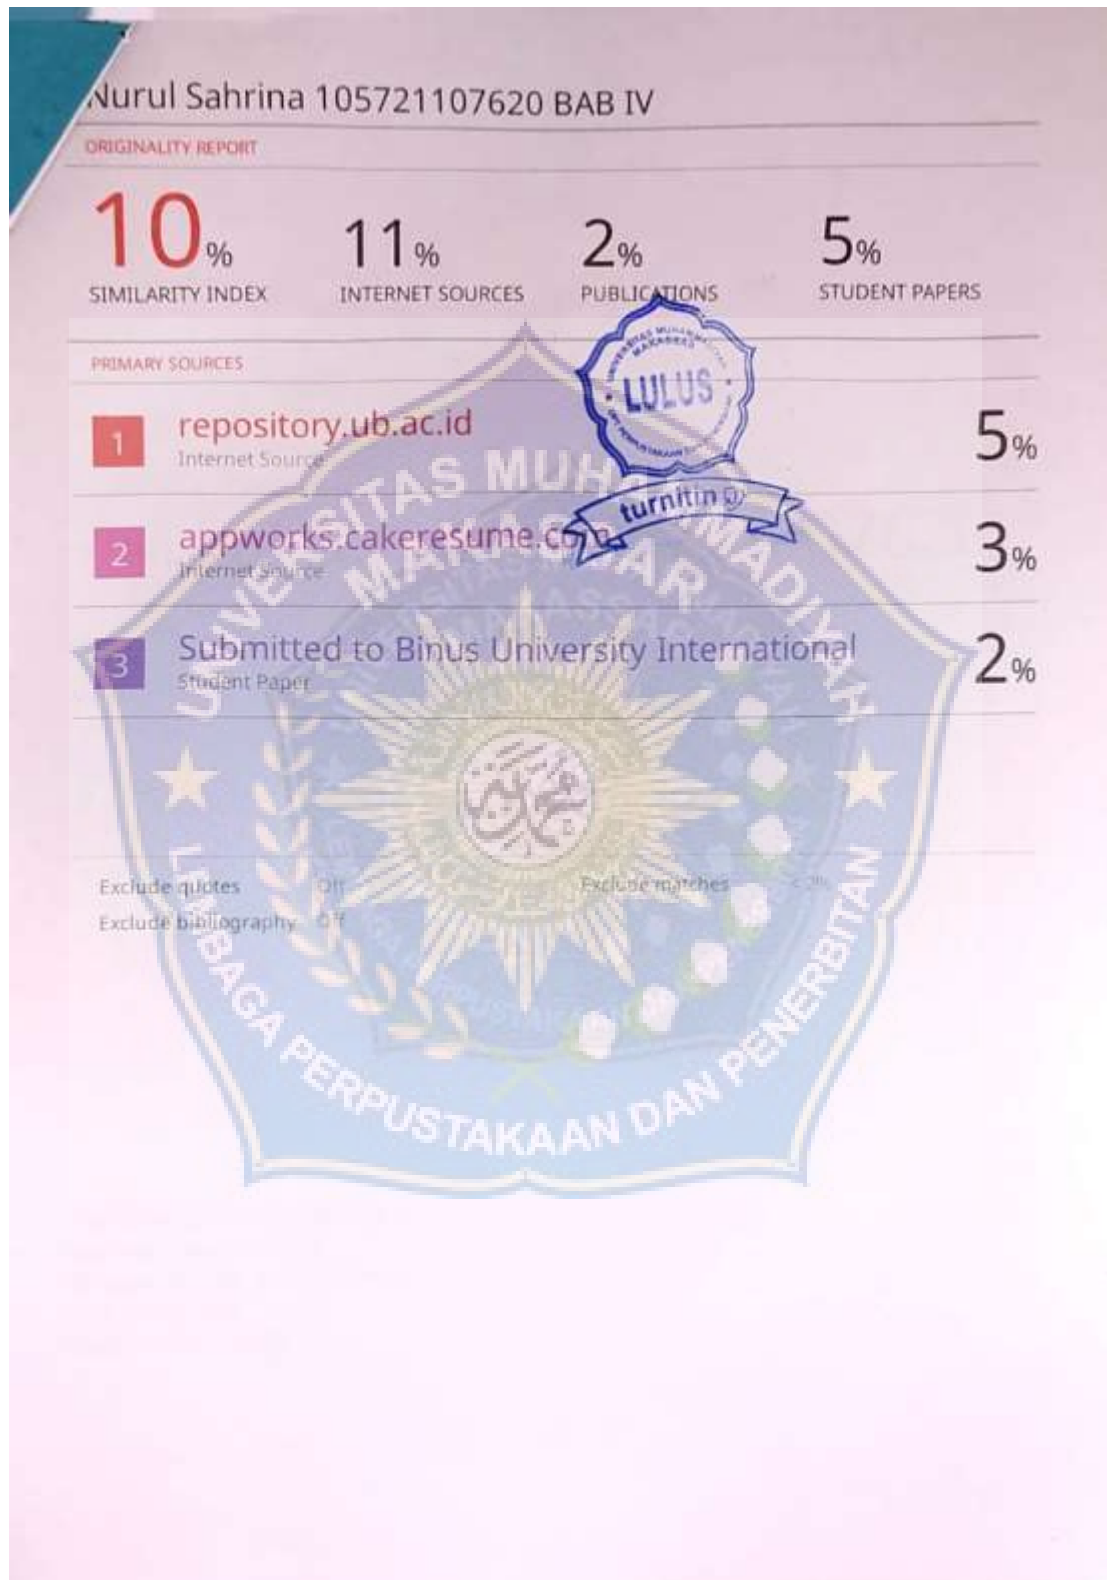 Nurul Sahrina 105721107620 BAB IV
ORIGINALITY REPORT
10% 11% 2% 5%
SIMILARITY INDEX INTERNET SOURCES PUBLICATIONS STUDENT PAPERS
PRIMARY SOURCES
1 repository.ub.ac.id 5%
Internet Source
2 appworks.cakeresume.com 3%
Internet Source
3 Submitted to Binus University International 2%
Student Paper
Exclude quotes Off Exclude matches < 2%
Exclude bibliography Off
LULUS
turnitin
UNIVERSITAS MUHAMMADIYAH
MAKASSAR
LEMBAGA PERPUSTAKAAN DAN PENERBITAN